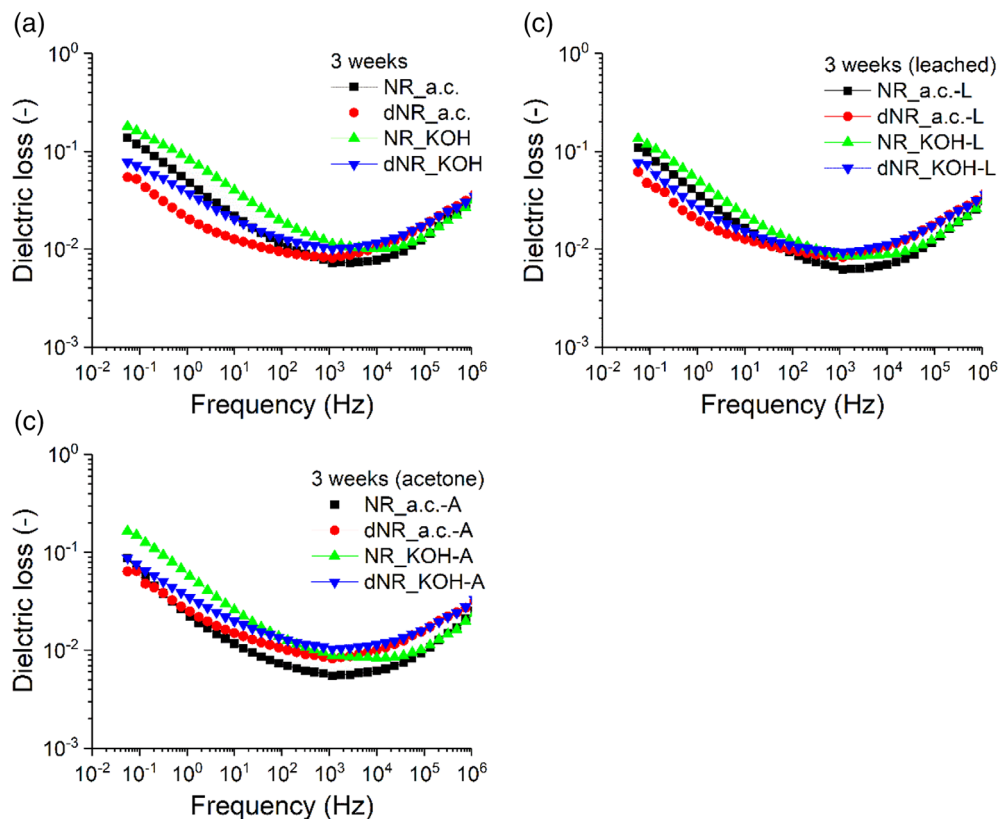 (a)
3 weeks
NR_a.c.
dNR_a.c.
NR_KOH
dNR_KOH
Dielctric loss (-)
10^0
10^-1
10^-2
10^-3
10^-2 10^-1 10^0 10^1 10^2 10^3 10^4 10^5 10^6
Frequency (Hz)
(c)
3 weeks (leached)
NR_a.c.-L
dNR_a.c.-L
NR_KOH-L
dNR_KOH-L
Dielctric loss (-)
10^0
10^-1
10^-2
10^-3
10^-2 10^-1 10^0 10^1 10^2 10^3 10^4 10^5 10^6
Frequency (Hz)
(c)
3 weeks (acetone)
NR_a.c.-A
dNR_a.c.-A
NR_KOH-A
dNR_KOH-A
Dielctric loss (-)
10^0
10^-1
10^-2
10^-3
10^-2 10^-1 10^0 10^1 10^2 10^3 10^4 10^5 10^6
Frequency (Hz)